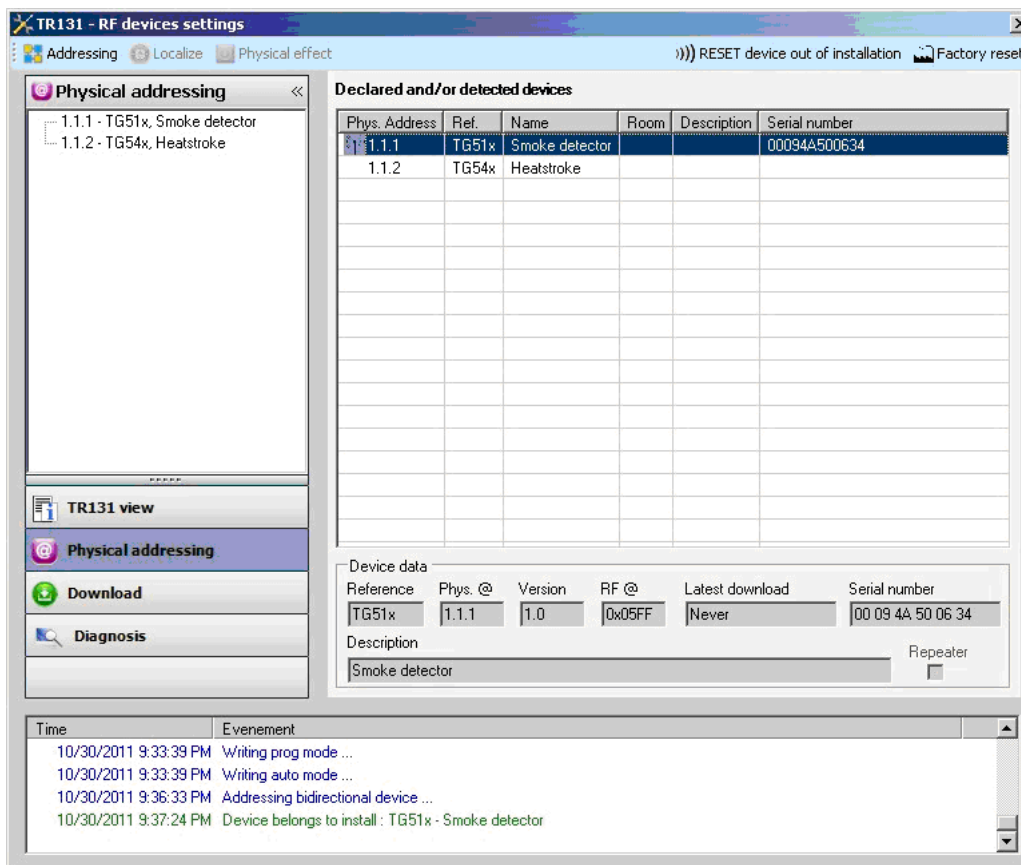 TR131 - RF devices settings
Addressing Localize Physical effect RESET device out of installation Factory reset
Physical addressing
1.1.1 - TG51x, Smoke detector
1.1.2 - TG54x, Heatstroke
TR131 view
Physical addressing
Download
Diagnosis
Declared and/or detected devices
Phys. Address Ref. Name Room Description Serial number
1.1.1 TG51x Smoke detector 00094A500634
1.1.2 TG54x Heatstroke
Device data
Reference Phys. @ Version RF @ Latest download Serial number
TG51x 1.1.1 1.0 0x05FF Never 00 09 4A 50 06 34
Description
Repeater
Smoke detector
Time Evenement
10/30/2011 9:33:39 PM Writing prog mode ...
10/30/2011 9:33:39 PM Writing auto mode ...
10/30/2011 9:36:33 PM Addressing bidirectional device ...
10/30/2011 9:37:24 PM Device belongs to install : TG51x - Smoke detector